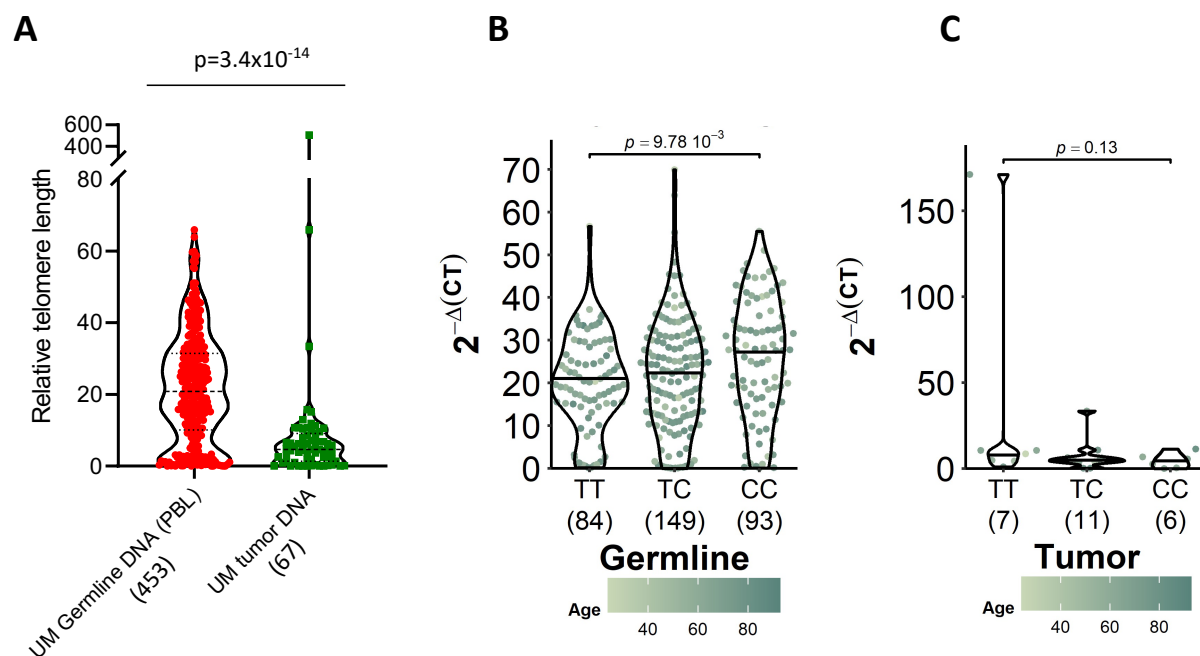 A
p=3.4x10⁻¹⁴
Relative telomere length
600
400
80
60
40
20
0
UM Germline DNA (PBL)
(453)
UM tumor DNA
(67)
B
p = 9.78 10⁻³
2^−Δ(CT)
70
60
50
40
30
20
10
0
TT TC CC
(84) (149) (93)
Germline
Age
40 60 80
C
p = 0.13
2^−Δ(CT)
150
100
50
0
TT TC CC
(7) (11) (6)
Tumor
Age
40 60 80